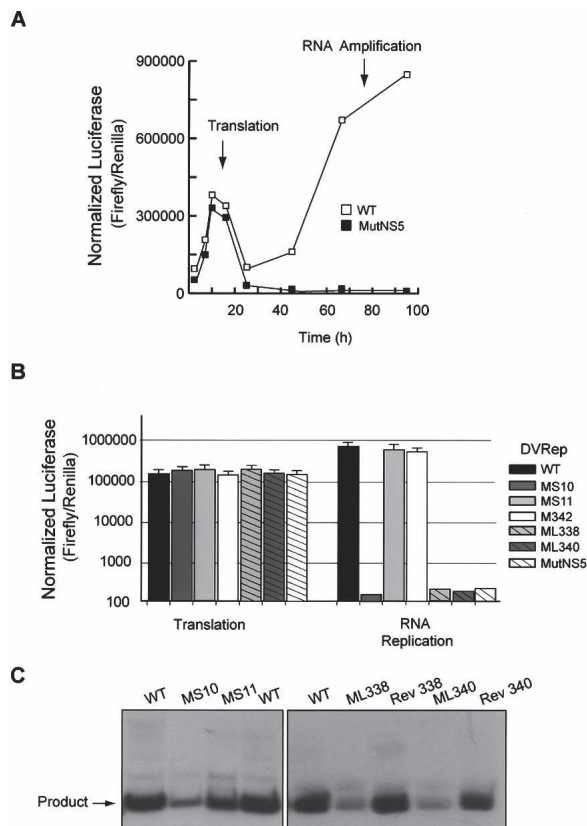 A
RNA Amplification
Translation
Normalized Luciferase
(Firefly/Renilla)
900000
600000
300000
0
WT
MutNS5
20
40
60
80
100
Time (h)
B
Normalized Luciferase
(Firefly/Renilla)
1000000
100000
10000
1000
100
Translation
RNA
Replication
DVRep
WT
MS10
MS11
M342
ML338
ML340
MutNS5
C
WT MS10 MS11 WT WT ML338 Rev 338 ML340 Rev 340
Product